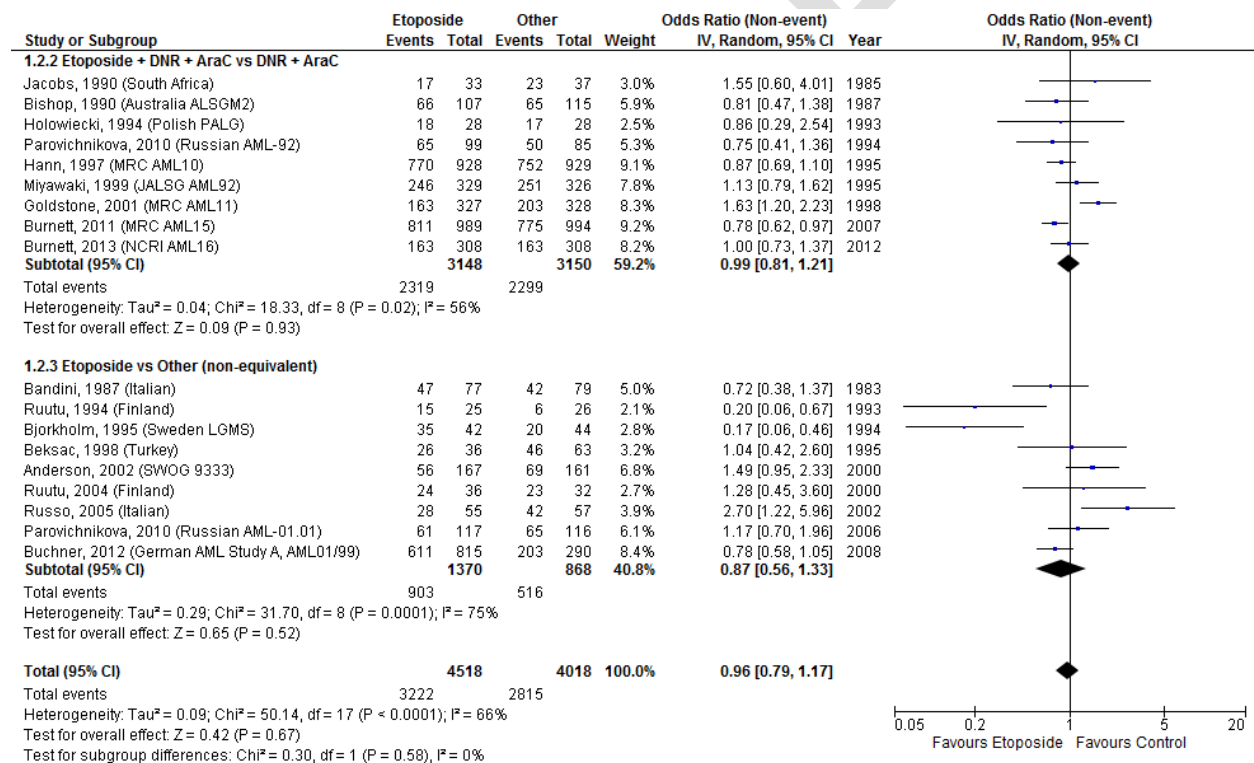 Etoposide Other Odds Ratio (Non-event) Odds Ratio (Non-event)
Study or Subgroup Events Total Events Total Weight IV, Random, 95% CI Year IV, Random, 95% CI
1.2.2 Etoposide + DNR + AraC vs DNR + AraC
Jacobs, 1990 (South Africa) 17 33 23 37 3.0% 1.55 [0.60, 4.01] 1985
Bishop, 1990 (Australia ALSGM2) 66 107 65 115 5.9% 0.81 [0.47, 1.38] 1987
Holowiecki, 1994 (Polish PALG) 18 28 17 28 2.5% 0.86 [0.29, 2.54] 1993
Parovichnikova, 2010 (Russian AML-92) 65 99 50 85 5.3% 0.75 [0.41, 1.36] 1994
Hann, 1997 (MRC AML10) 770 928 752 929 9.1% 0.87 [0.69, 1.10] 1995
Miyawaki, 1999 (JALSG AML92) 246 329 251 326 7.8% 1.13 [0.79, 1.62] 1995
Goldstone, 2001 (MRC AML11) 163 327 203 328 8.3% 1.63 [1.20, 2.23] 1998
Burnett, 2011 (MRC AML15) 811 989 775 994 9.2% 0.78 [0.62, 0.97] 2007
Burnett, 2013 (NCRI AML16) 163 308 163 308 8.2% 1.00 [0.73, 1.37] 2012
Subtotal (95% CI) 3148 3150 59.2% 0.99 [0.81, 1.21]
Total events 2319 2299
Heterogeneity: Tau² = 0.04; Chi² = 18.33, df = 8 (P = 0.02); I² = 56%
Test for overall effect: Z = 0.09 (P = 0.93)
1.2.3 Etoposide vs Other (non-equivalent)
Bandini, 1987 (Italian) 47 77 42 79 5.0% 0.72 [0.38, 1.37] 1983
Ruutu, 1994 (Finland) 15 25 6 26 2.1% 0.20 [0.06, 0.67] 1993
Bjorkholm, 1995 (Sweden LGMS) 35 42 20 44 2.8% 0.17 [0.06, 0.46] 1994
Beksac, 1998 (Turkey) 26 36 46 63 3.3% 1.04 [0.42, 2.60] 1995
Anderson, 2002 (SWOG 9333) 56 167 69 161 6.8% 1.49 [0.95, 2.33] 2000
Ruutu, 2004 (Finland) 24 36 23 32 2.7% 1.28 [0.45, 3.60] 2000
Russo, 2005 (Italian) 28 55 42 57 3.9% 2.70 [1.22, 5.96] 2002
Parovichnikova, 2010 (Russian AML-01.01) 61 117 65 116 6.1% 1.17 [0.70, 1.96] 2006
Buchner, 2012 (German AML Study A, AML01/99) 611 815 203 290 8.4% 0.78 [0.58, 1.05] 2008
Subtotal (95% CI) 1370 868 40.8% 0.87 [0.56, 1.33]
Total events 903 516
Heterogeneity: Tau² = 0.29; Chi² = 31.70, df = 8 (P = 0.0001); I² = 75%
Test for overall effect: Z = 0.65 (P = 0.52)
Total (95% CI) 4518 4018 100.0% 0.96 [0.79, 1.17]
Total events 3222 2815
Heterogeneity: Tau² = 0.09; Chi² = 50.14, df = 17 (P < 0.0001); I² = 66%
Test for overall effect: Z = 0.42 (P = 0.67)
Test for subgroup differences: Chi² = 0.30, df = 1 (P = 0.58), I² = 0%
0.05 0.2 1 5 20
Favours Etoposide Favours Control